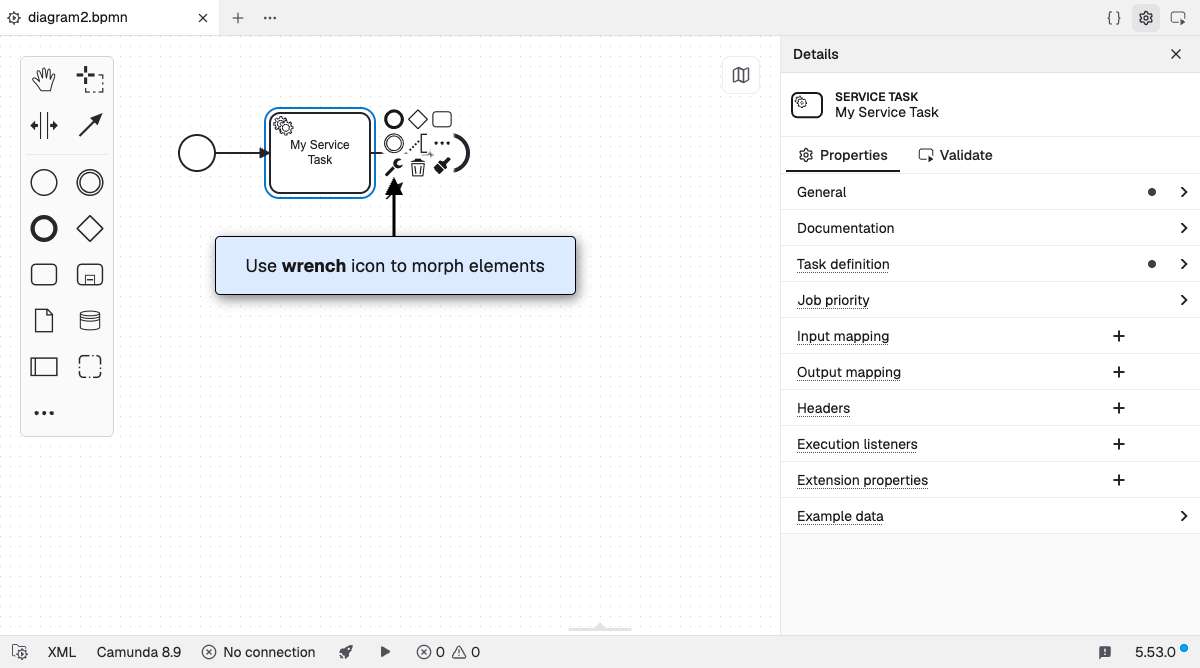 diagram2.bpmn
Details
SERVICE TASK
My Service Task
Properties
Validate
General
Documentation
Task definition
Job priority
Input mapping
Output mapping
Headers
Execution listeners
Extension properties
Example data
My Service
Task
Use wrench icon to morph elements
XML
Camunda 8.9
No connection
0
0
5.53.0